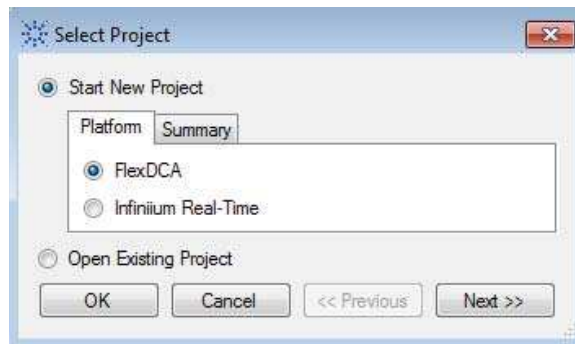 Select Project
Start New Project
Platform Summary
FlexDCA
Infiniium Real-Time
Open Existing Project
OK Cancel << Previous Next >>